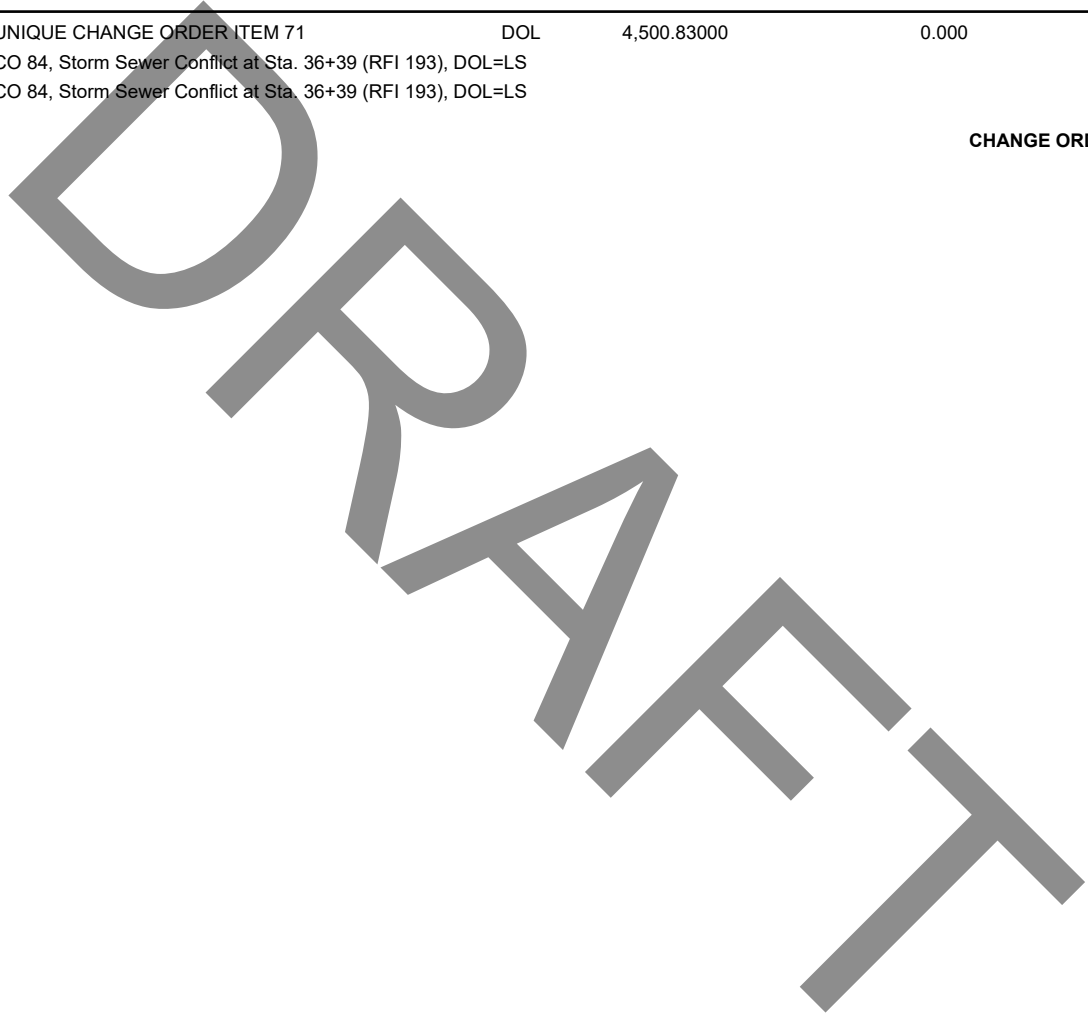 UNIQUE CHANGE ORDER ITEM 71 DOL 4,500.83000 0.000
CO 84, Storm Sewer Conflict at Sta. 36+39 (RFI 193), DOL=LS
CO 84, Storm Sewer Conflict at Sta. 36+39 (RFI 193), DOL=LS
CHANGE
DRAFT